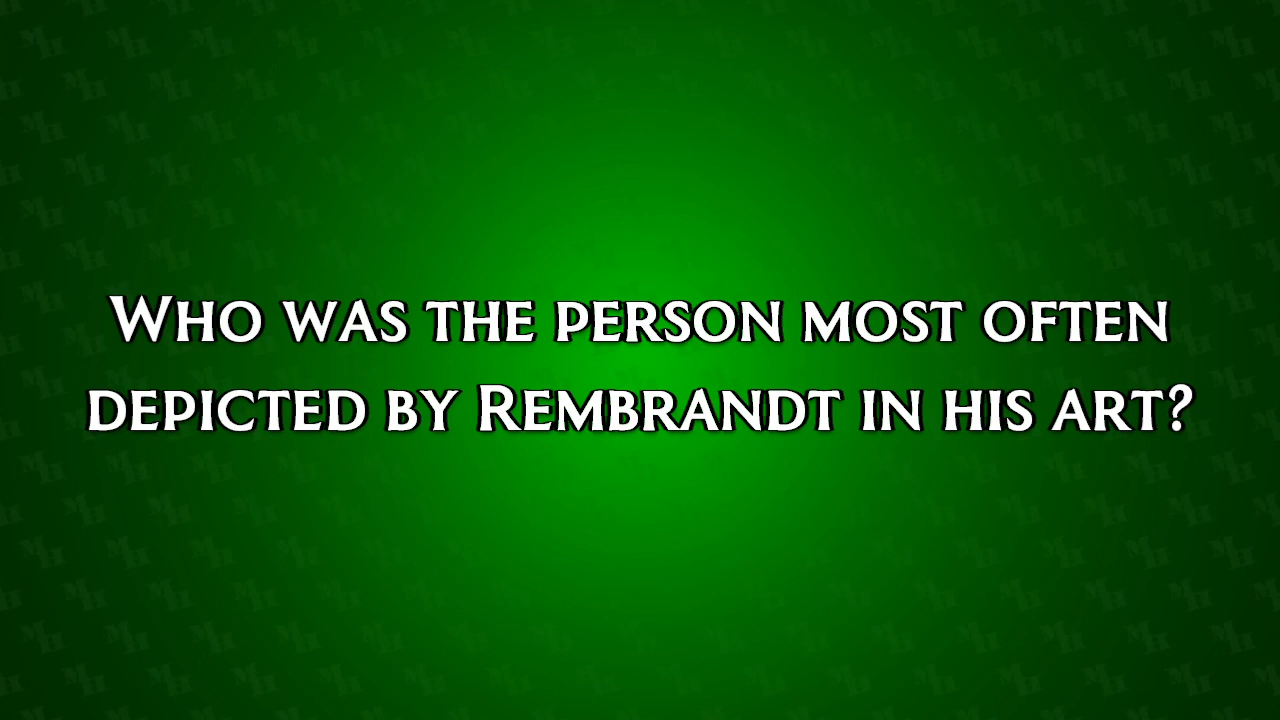 Who was the person most often
depicted by Rembrandt in his art?